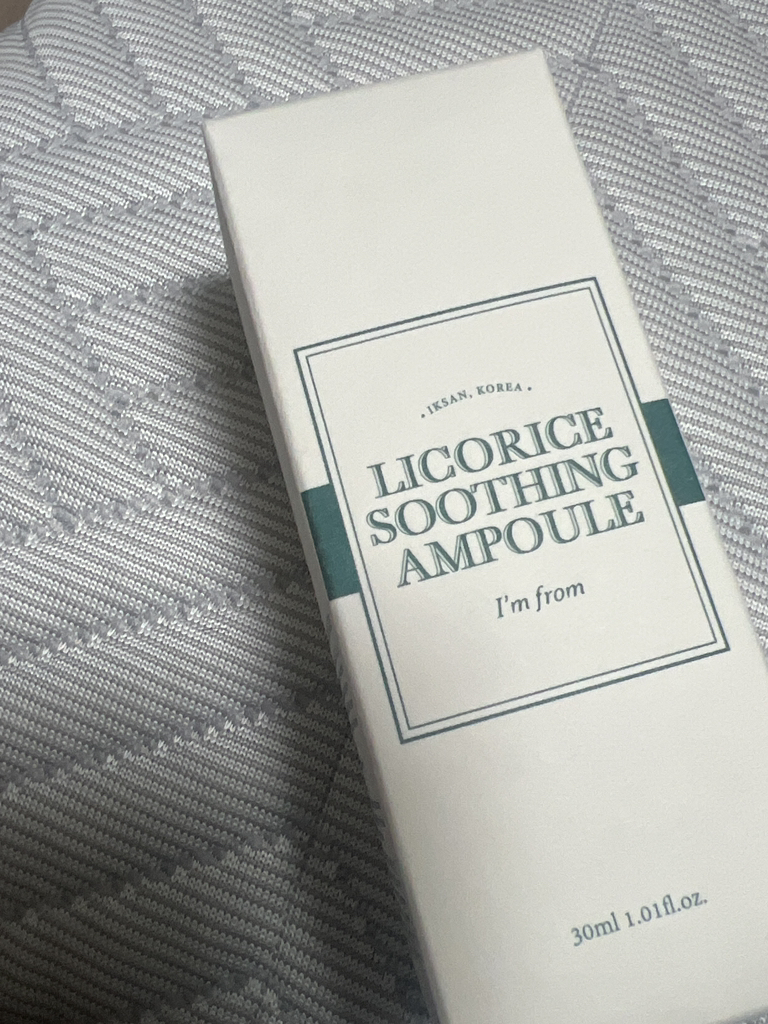 · IKSAN, KOREA ·
LICORICE
SOOTHING
AMPOULE
I'm from
30ml 1.01fl.oz.